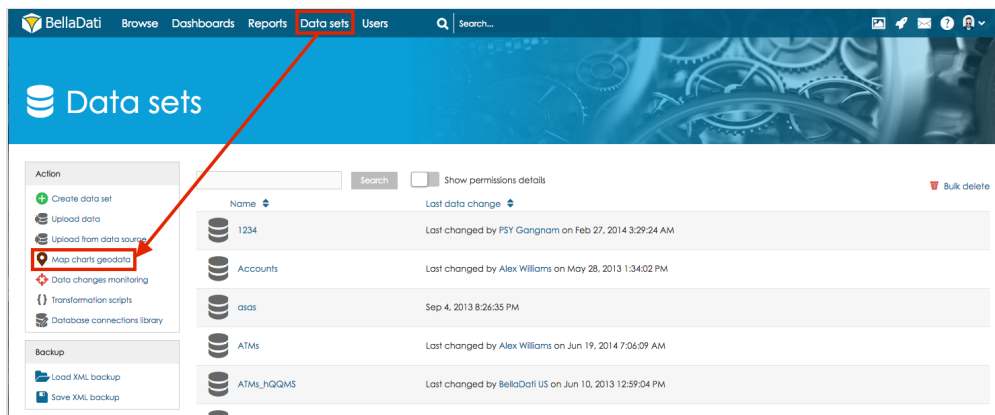 BellaDati Browse Dashboards Reports Data sets Users Search...
Data sets
Action
Create data set
Upload data
Upload from data source
Map charts geodata
Data changes monitoring
Transformation scripts
Database connections library
Backup
Load XML backup
Save XML backup
Search Show permissions details
Bulk delete
Name Last data change
1234 Last changed by PSY Gangnam on Feb 27, 2014 3:29:24 AM
Accounts Last changed by Alex Williams on May 28, 2013 1:34:02 PM
asas Sep 4, 2013 8:26:35 PM
ATMs Last changed by Alex Williams on Jun 19, 2014 7:06:09 AM
ATMs_hQQMS Last changed by BellaDati US on Jun 10, 2013 12:59:04 PM